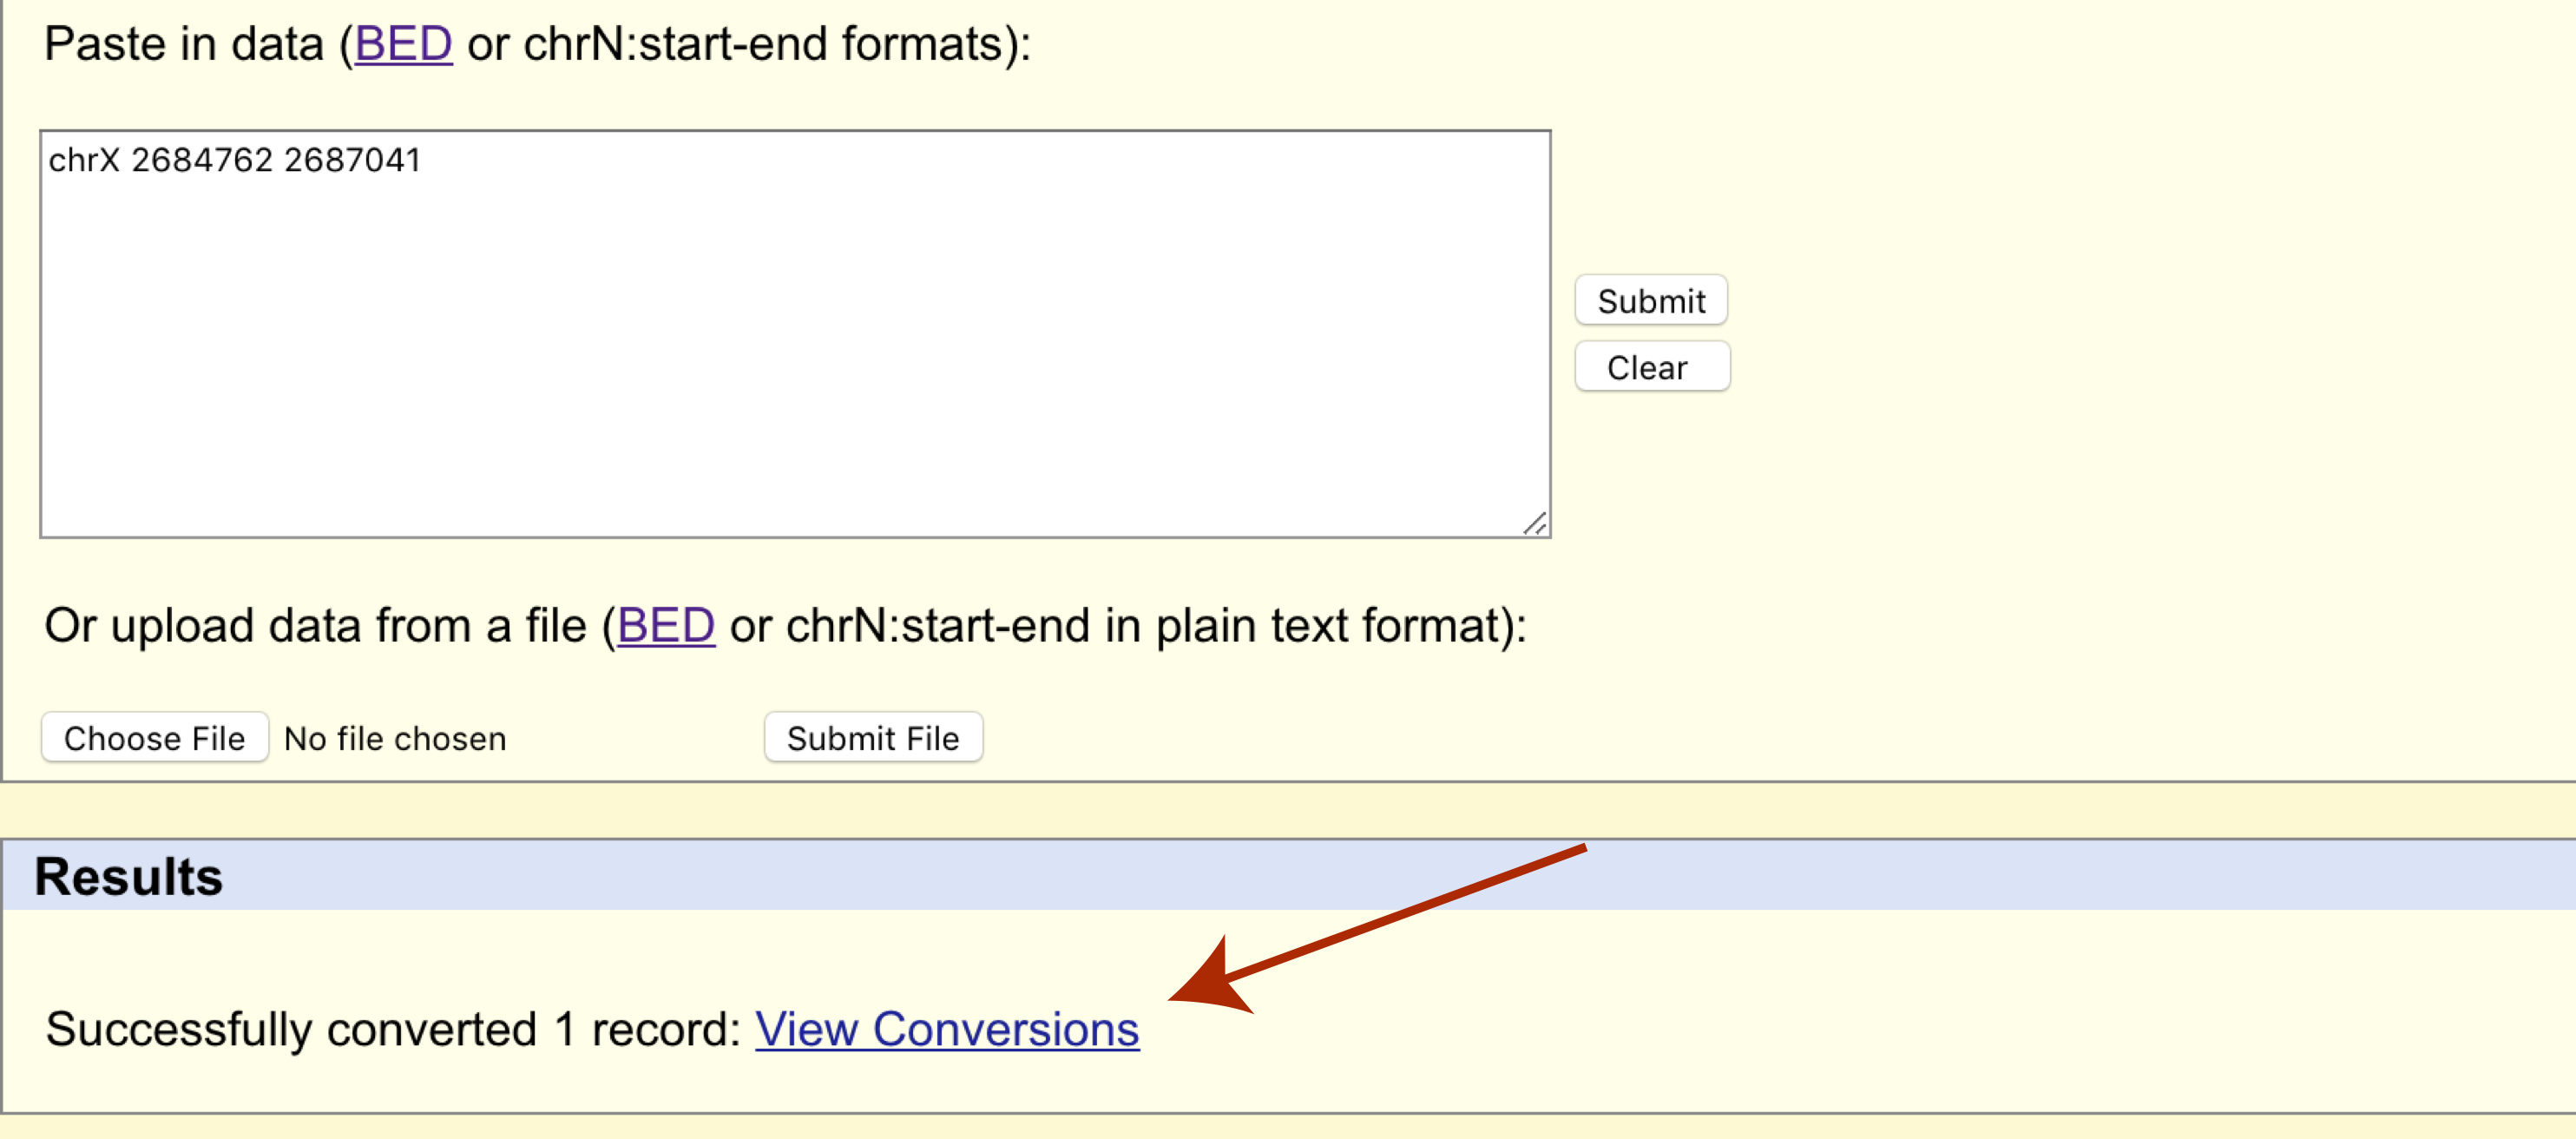 Paste in data (BED or chrN:start-end formats):
chrX 2684762 2687041
Submit
Clear
Or upload data from a file (BED or chrN:start-end in plain text format):
Choose File No file chosen Submit File
Results
Successfully converted 1 record: View Conversions